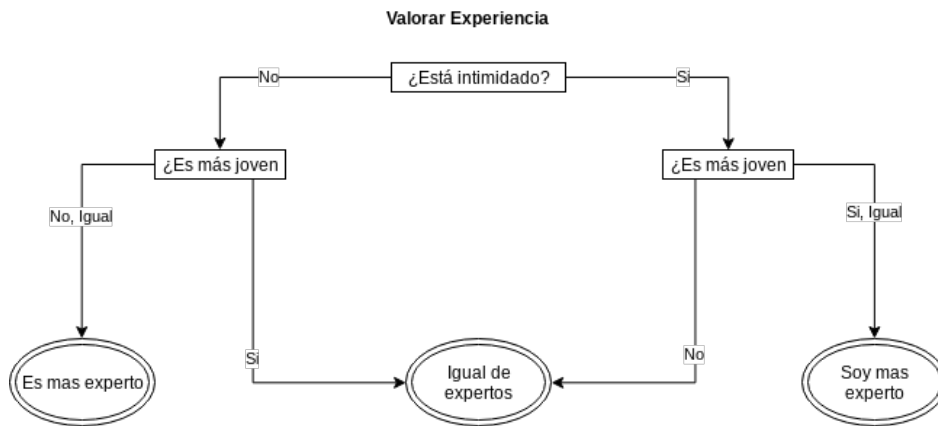 Valorar Experiencia
No
¿Está intimidado?
Si
¿Es más joven
¿Es más joven
No, Igual
Si, Igual
Si
No
Es mas experto
Igual de
expertos
Soy mas
experto